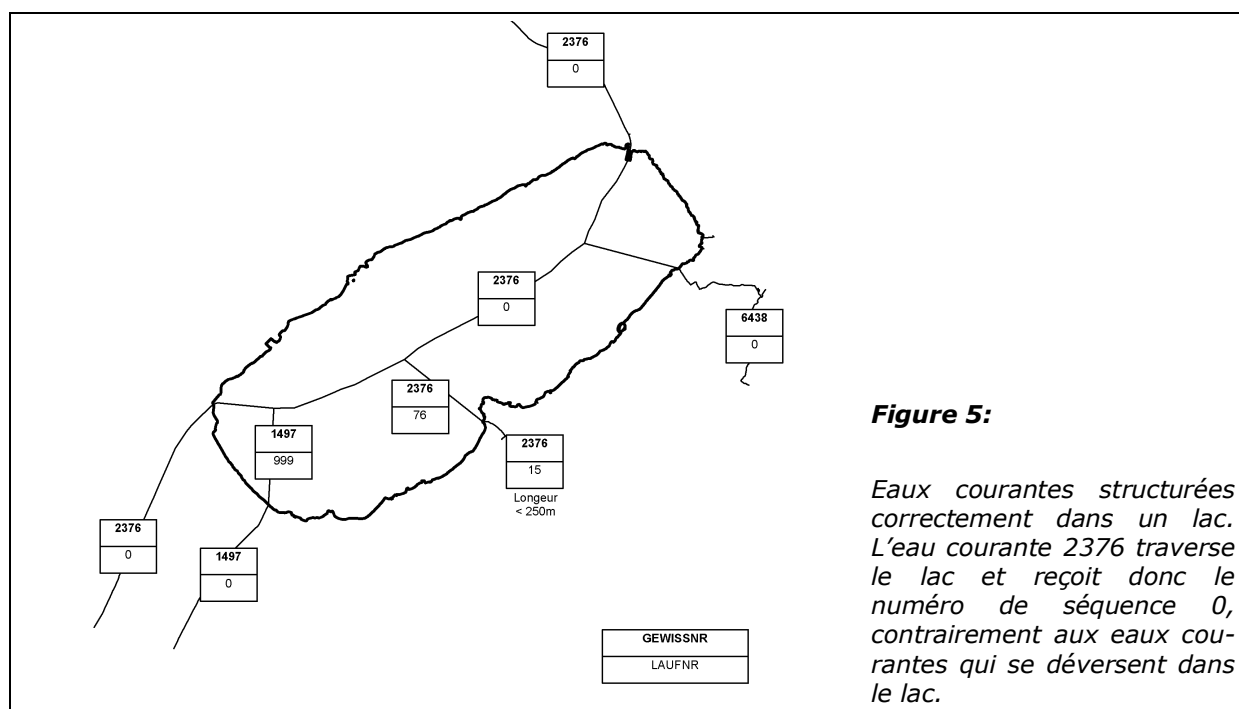 2376
0
2376
0
6438
0
2376
76
1497
999
2376
15
Longeur
< 250m
2376
0
1497
0
GEWISSNR
LAUFNR
Figure 5:
Eaux courantes structurées
correctement dans un lac.
L’eau courante 2376 traverse
le lac et reçoit donc le
numéro de séquence 0,
contrairement aux eaux cou-
rantes qui se déversent dans
le lac.